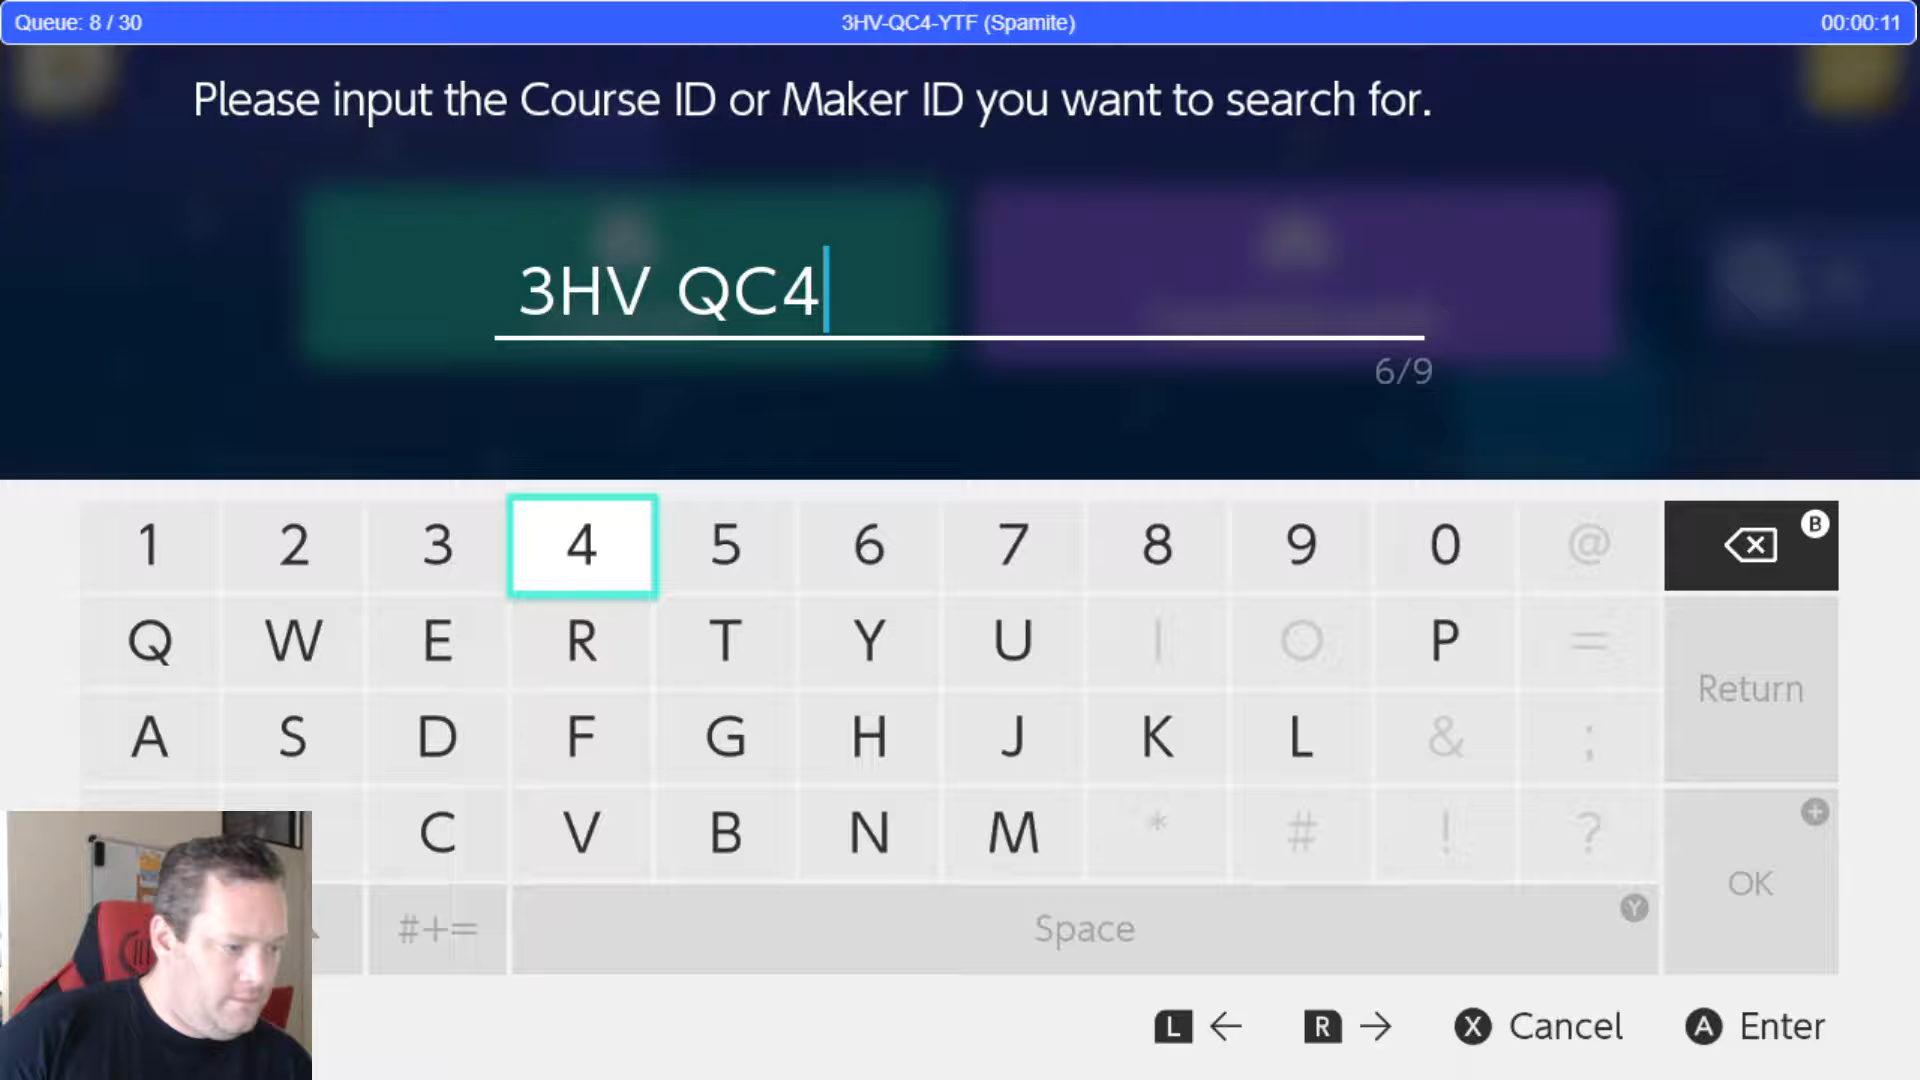 Queue: 8 / 30
3HV-QC4-YTF (Spamite)
00:00:11
Please input the Course ID or Maker ID you want to search for.
3HV QC4
6/9
1 2 3 4 5 6 7 8 9 0 @
B
Q W E R T Y U I O P =
Return
A S D F G H J K L & ;
C V B N M * # ! ?
+
OK
#+=
Space
Y
L ← R → X Cancel A Enter